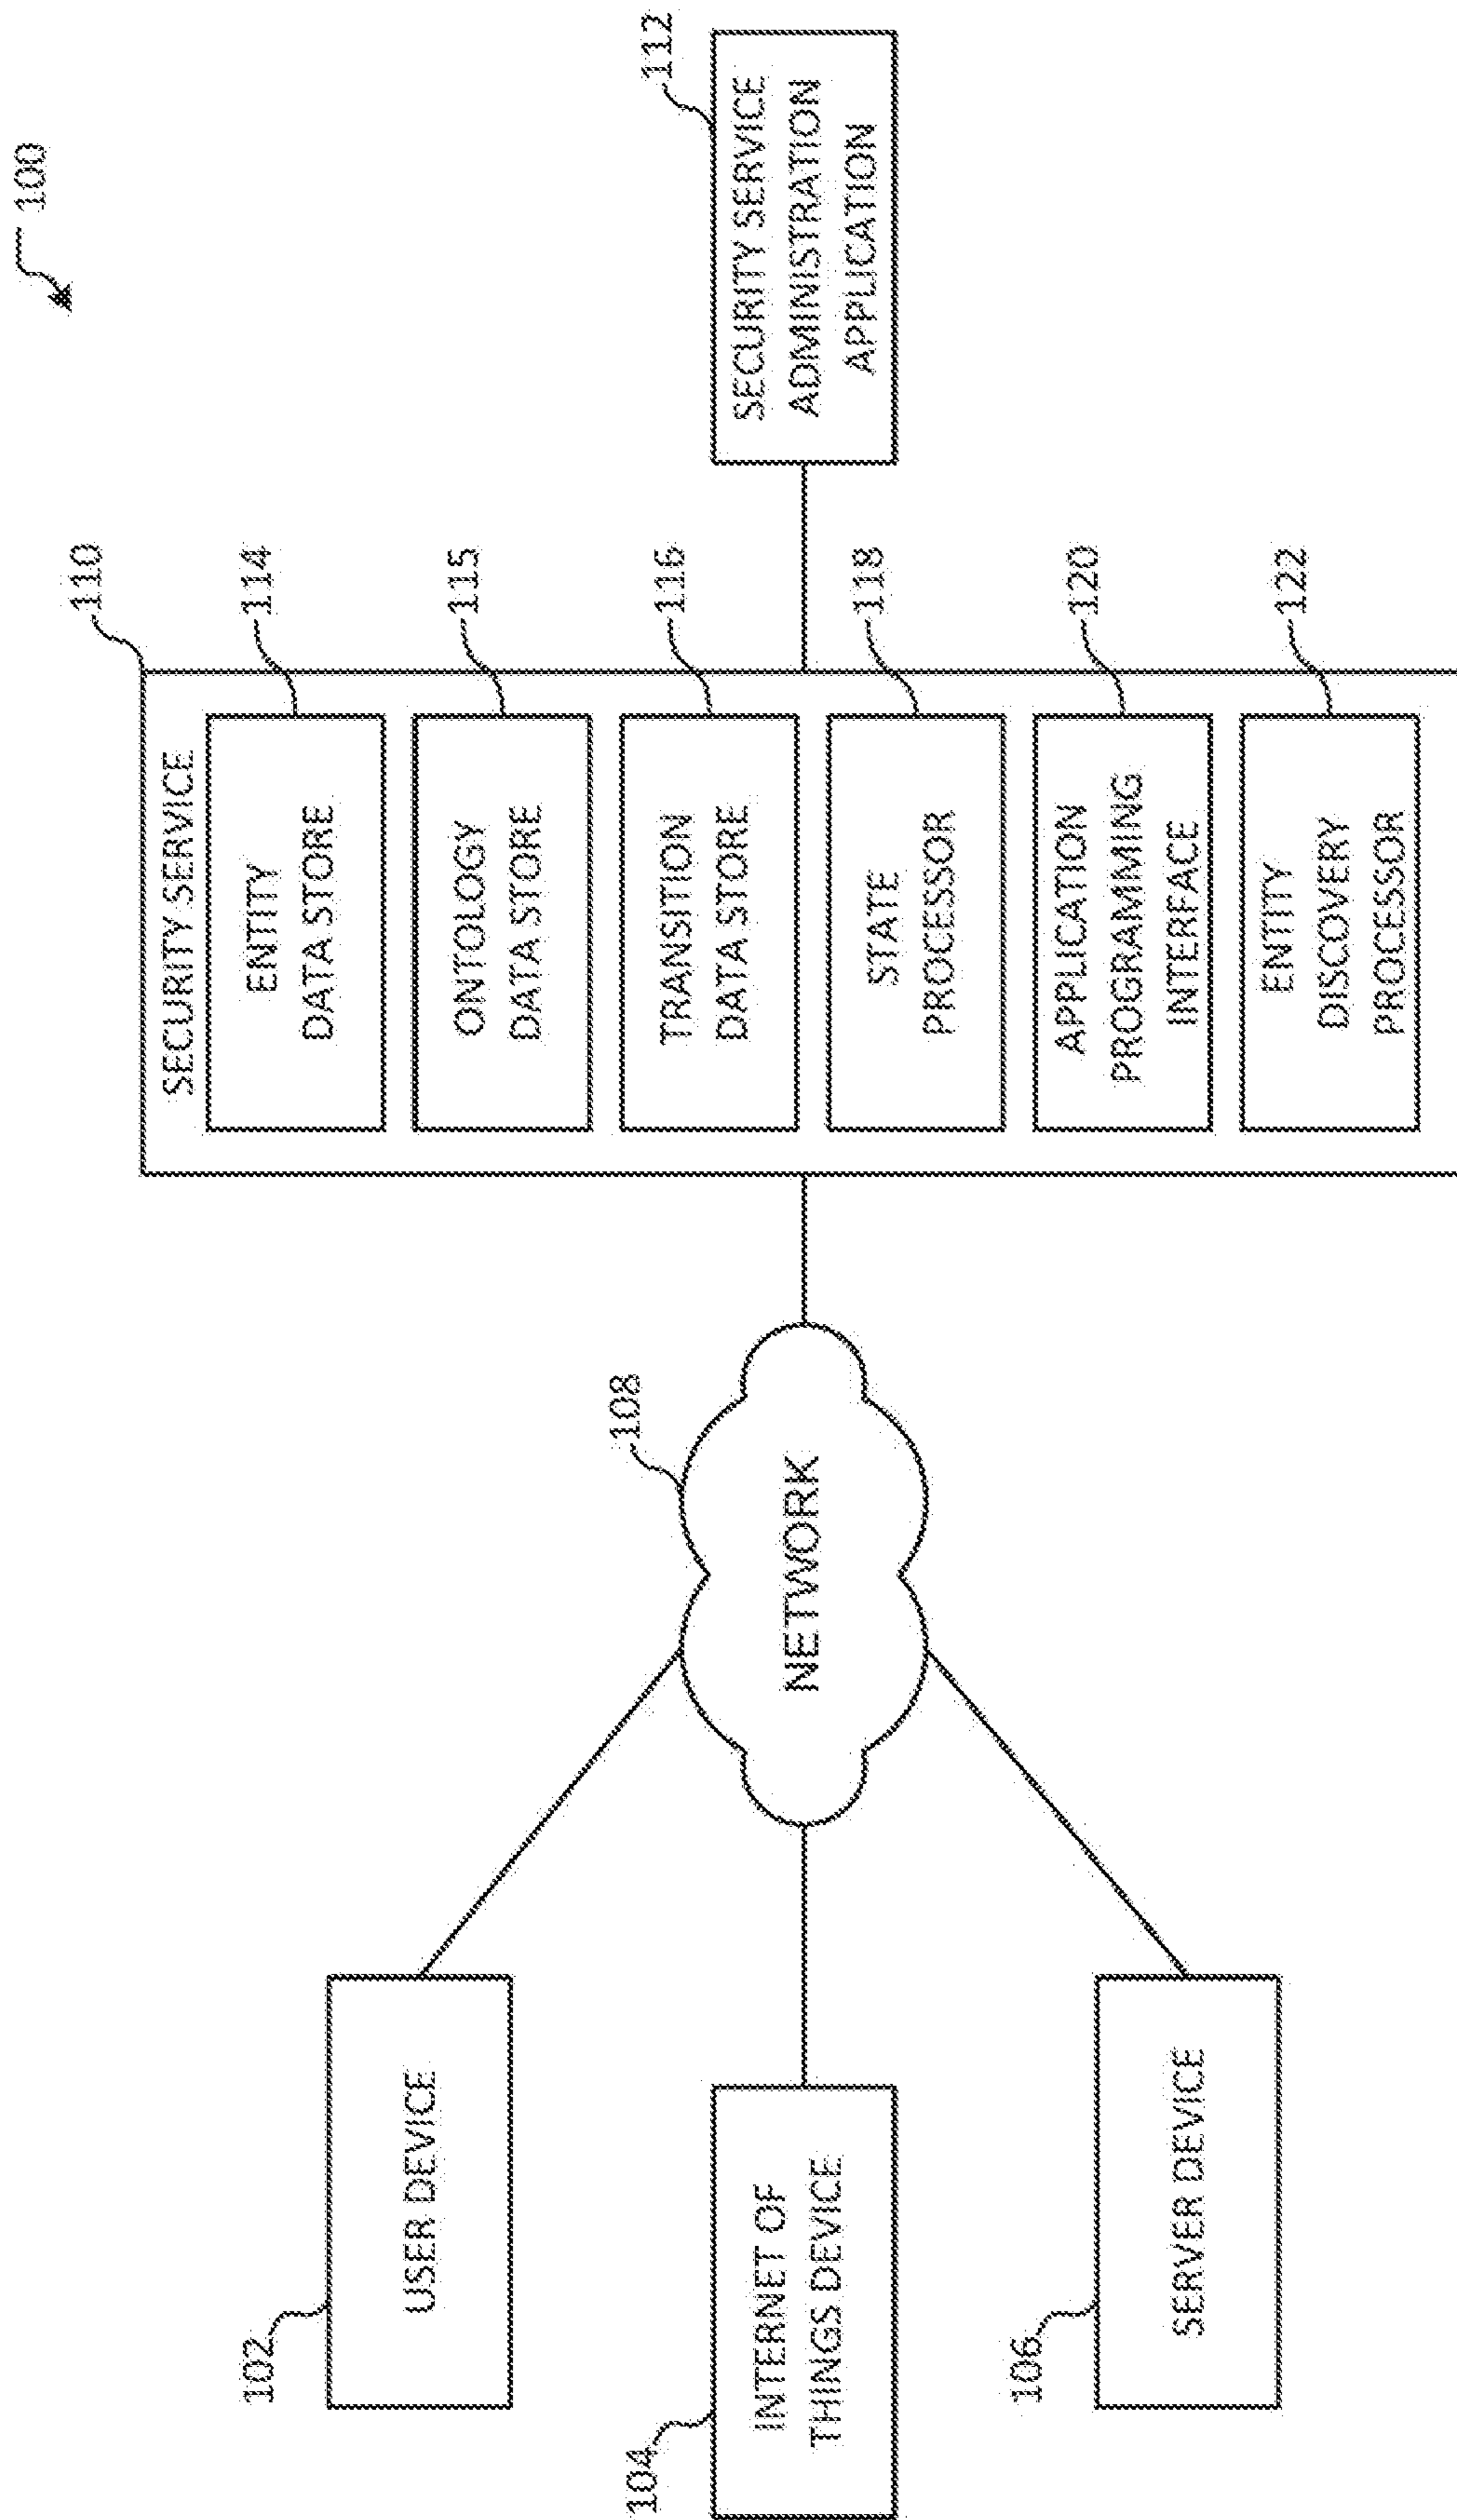 100
110
SECURITY SERVICE
114
ENTITY
DATA STORE
102
USER DEVICE
115
ONTOLOGY
DATA STORE
108
NETWORK
116
TRANSITION
DATA STORE
112
SECURITY SERVICE
ADMINISTRATION
APPLICATION
104
INTERNET OF
THINGS DEVICE
118
STATE
PROCESSOR
120
APPLICATION
PROGRAMMING
INTERFACE
106
SERVER DEVICE
122
ENTITY
DISCOVERY
PROCESSOR